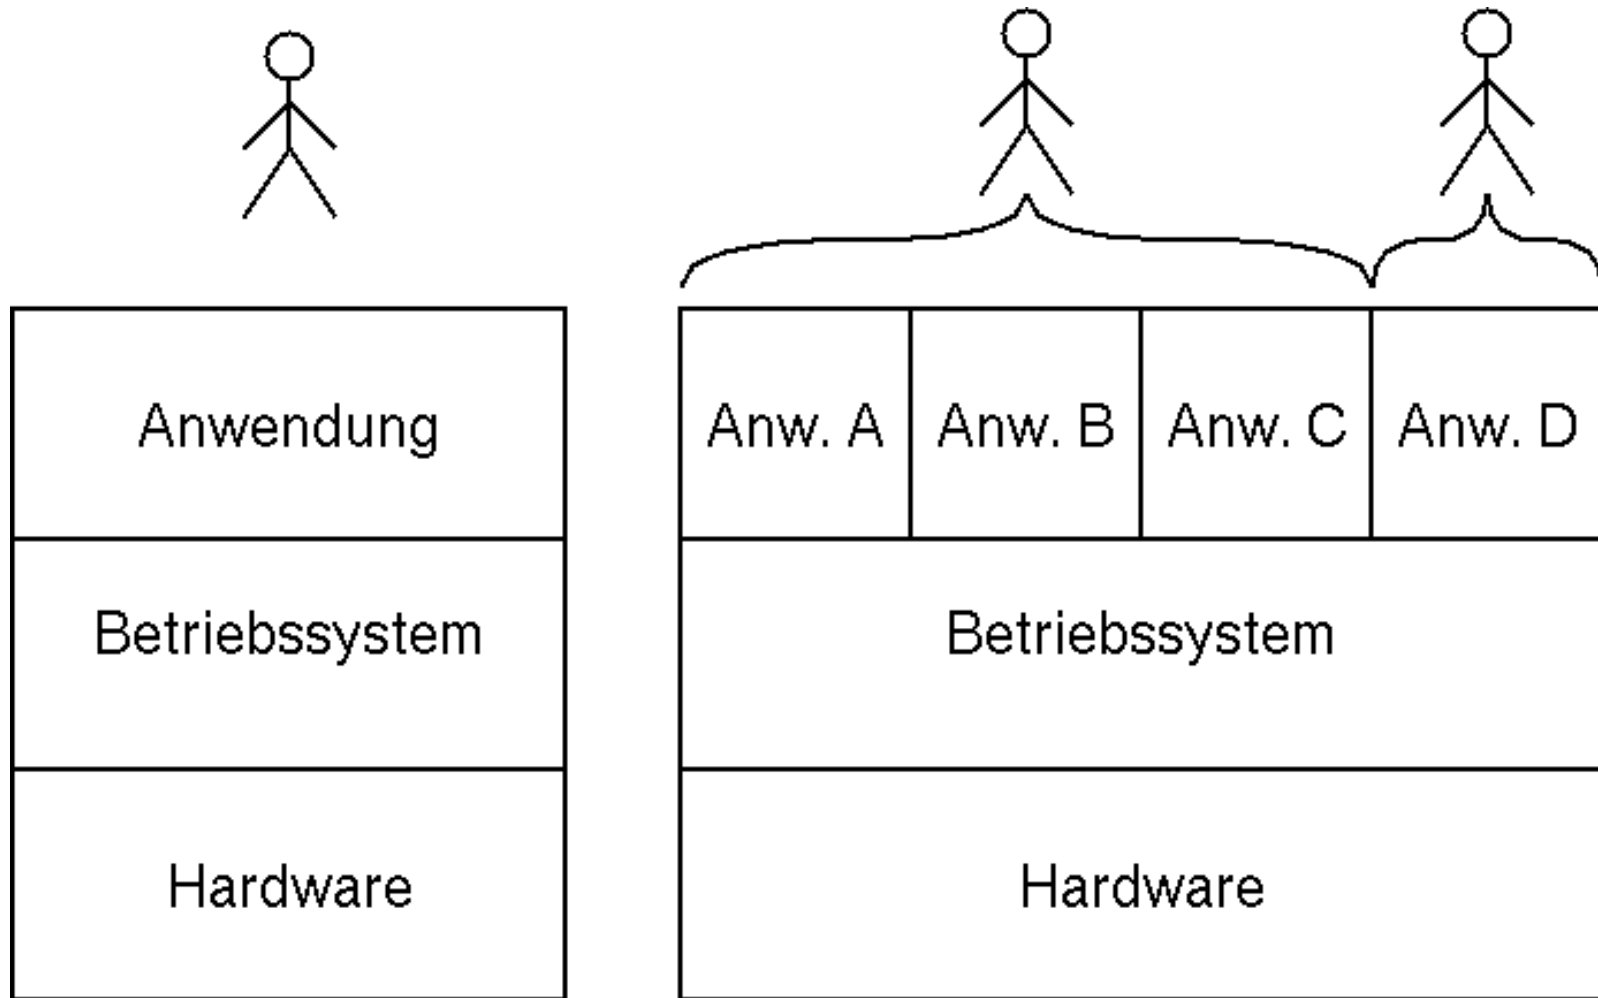 Anwendung
Betriebssystem
Hardware
Anw. A
Anw. B
Anw. C
Anw. D
Betriebssystem
Hardware